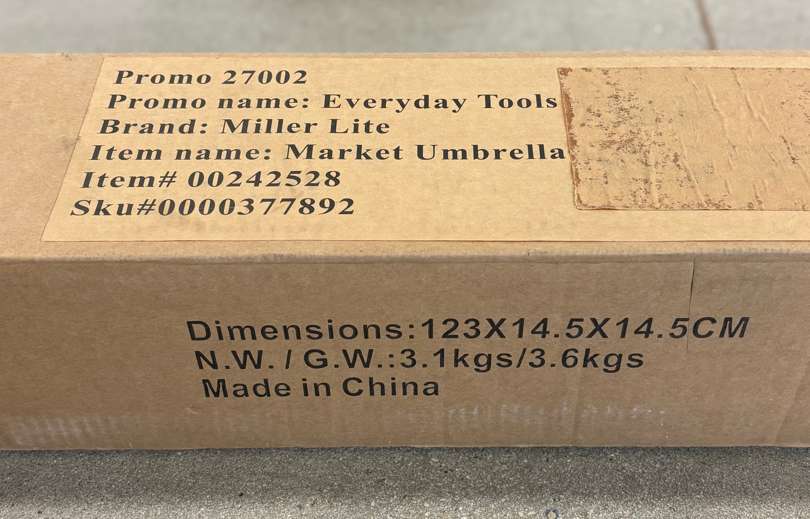 Promo 27002
Promo name: Everyday Tools
Brand: Miller Lite
Item name: Market Umbrella
Item# 00242528
Sku#0000377892
Dimensions:123X14.5X14.5CM
N.W. / G.W.:3.1kgs/3.6kgs
Made in China